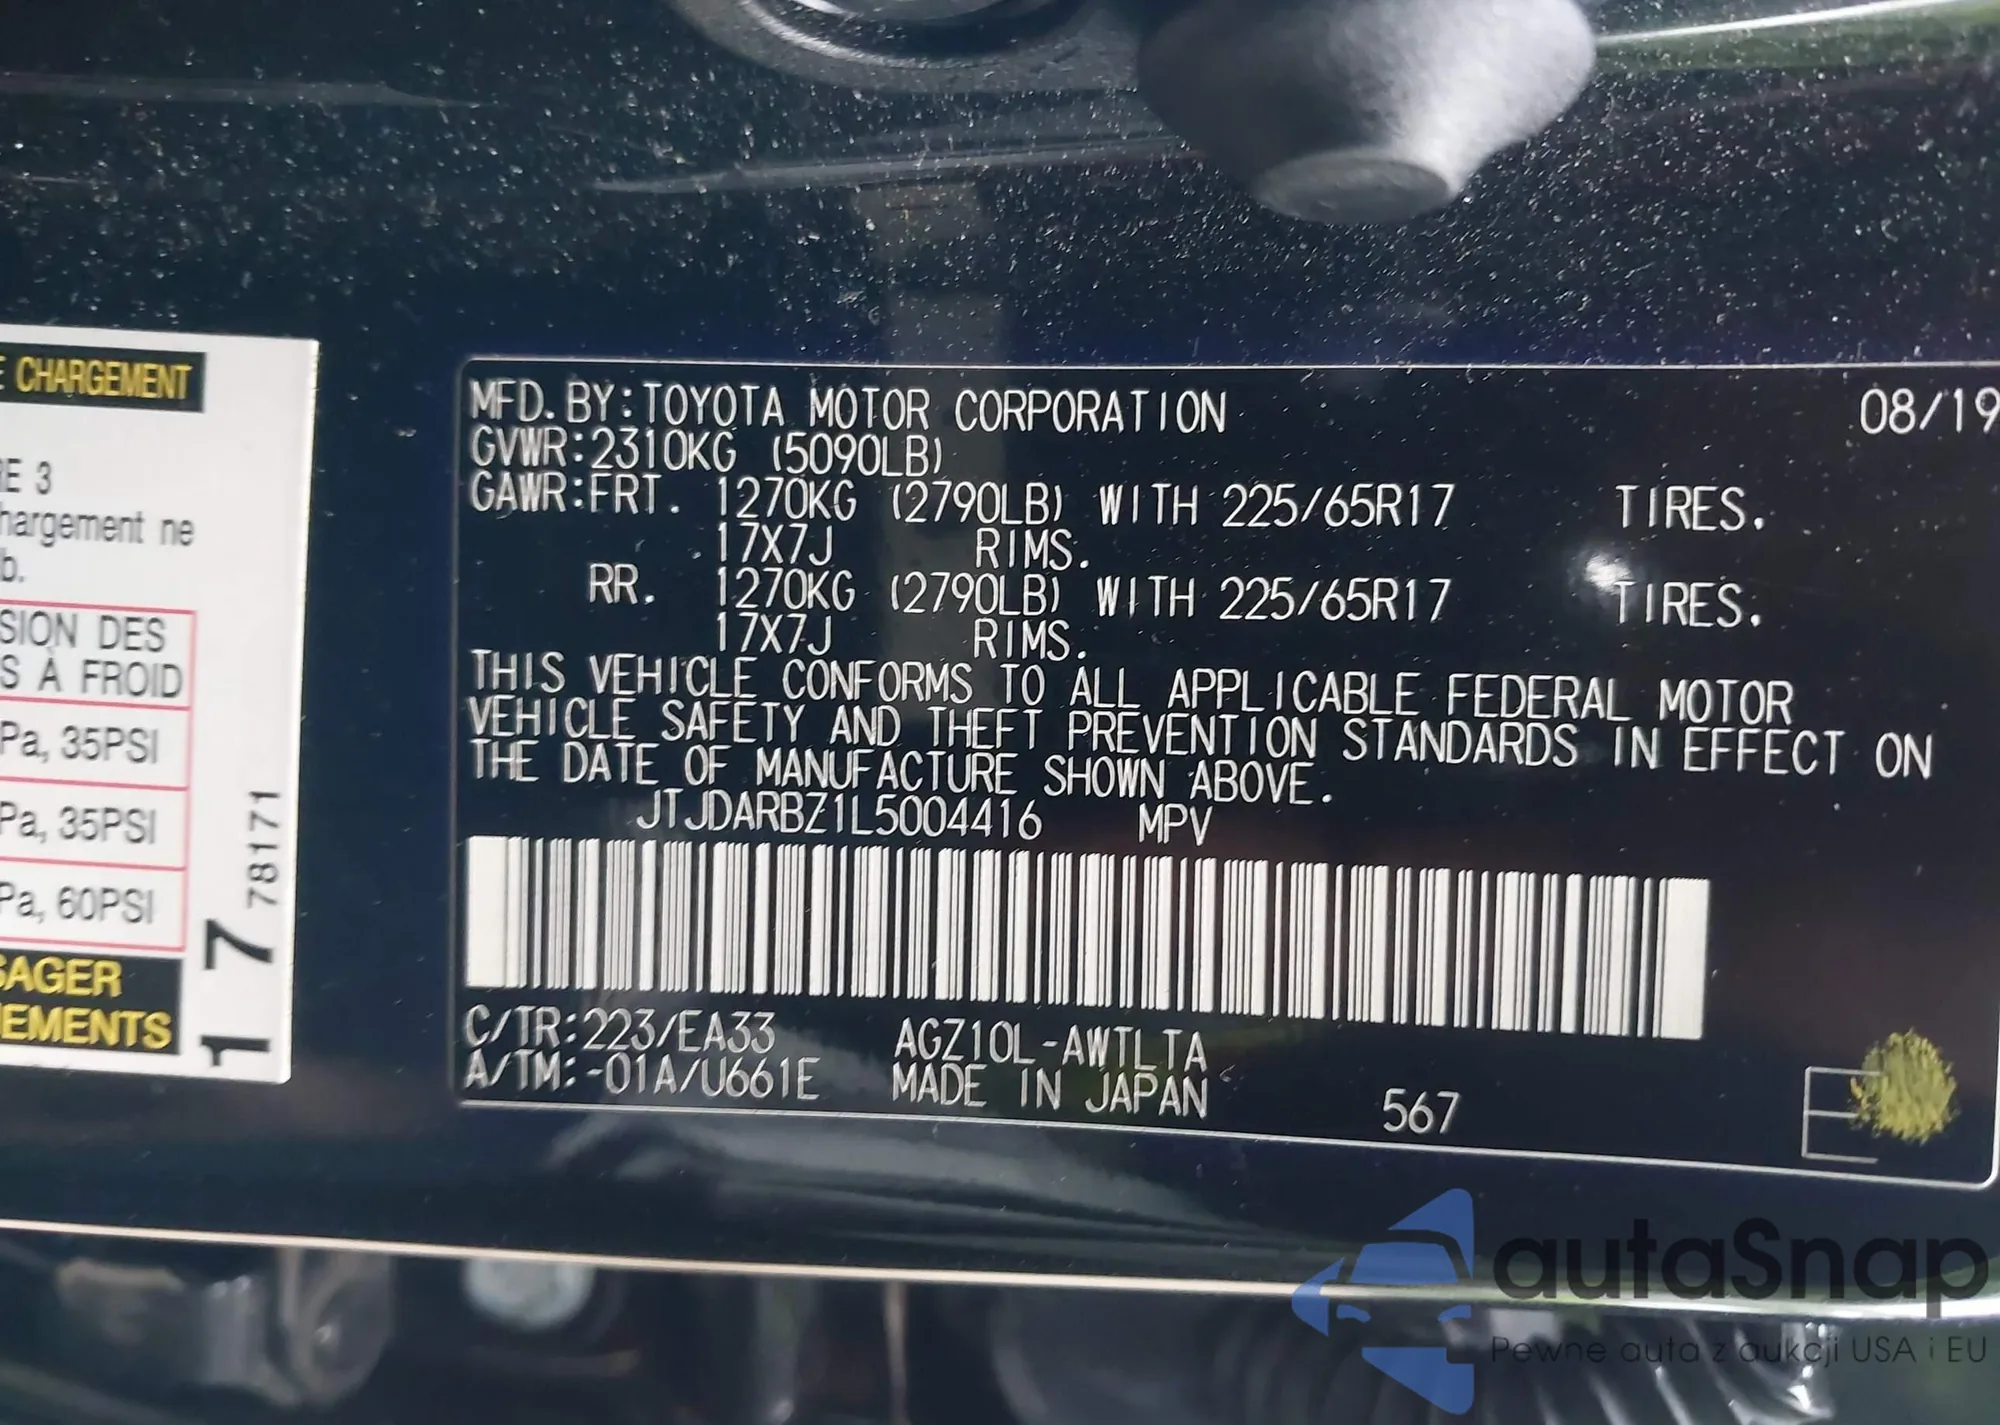 E CHARGEMENT
RE 3
hargement ne
b.
SION DES
S À FROID
Pa, 35PSI
Pa, 35PSI
Pa, 60PSI
SAGER
EMENTS
1 7 78171
MFD. BY:TOYOTA MOTOR CORPORATION 08/19
GVWR:2310KG (5090LB)
GAWR:FRT. 1270KG (2790LB) WITH 225/65R17 TIRES.
17X7J RIMS.
RR. 1270KG (2790LB) WITH 225/65R17 TIRES.
17X7J RIMS.
THIS VEHICLE CONFORMS TO ALL APPLICABLE FEDERAL MOTOR
VEHICLE SAFETY AND THEFT PREVENTION STANDARDS IN EFFECT ON
THE DATE OF MANUFACTURE SHOWN ABOVE.
JTJDARBZ1L5004416 MPV
C/TR:223/EA33 AGZ10L-AWTLTA
A/TM:-01A/U661E MADE IN JAPAN 567
autaSnap
Pewne auta z aukcji USA i EU